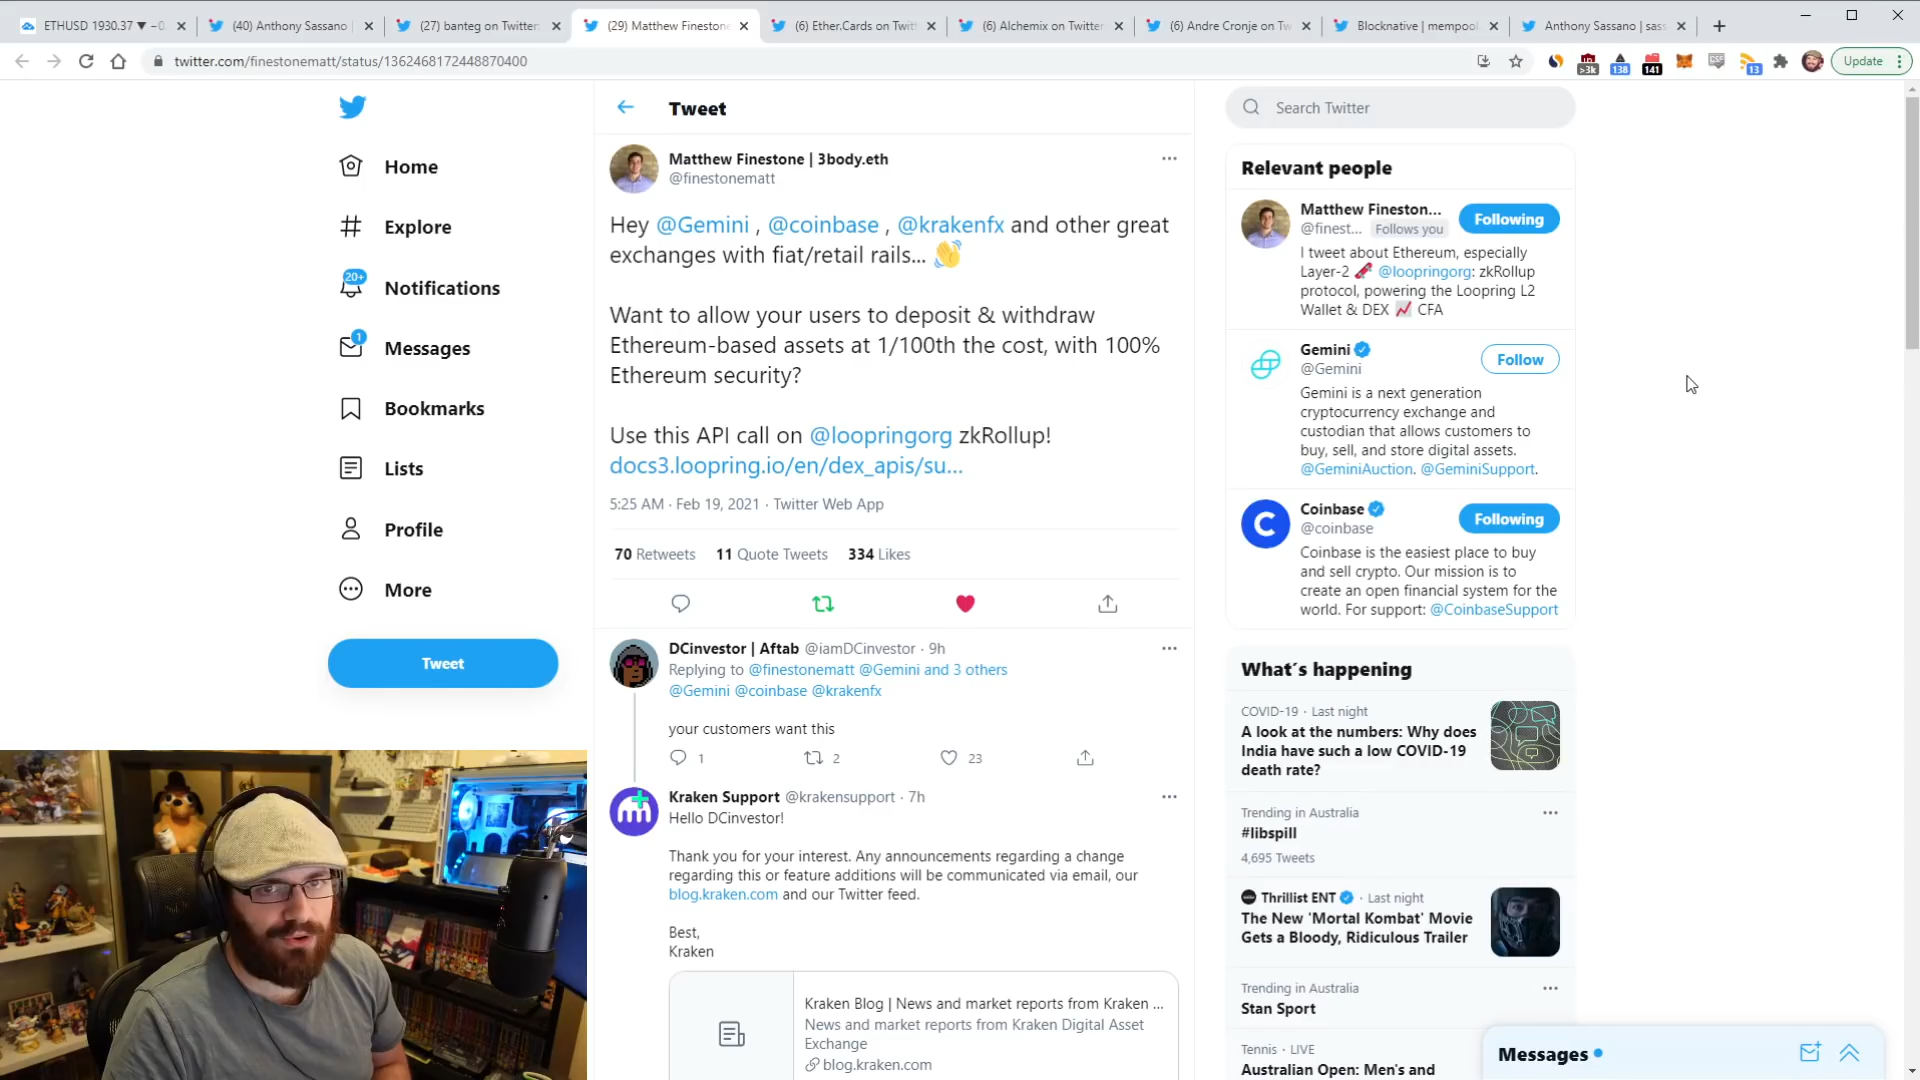 ETHUSD 1930.37 ▼ −0.
(40) Anthony Sassano |
(27) banteg on Twitter:
(29) Matthew Finestone
(6) Ether.Cards on Twitt
(6) Alchemix on Twitter
(6) Andre Cronje on Tw
Blocknative | mempool
Anthony Sassano | sass
twitter.com/finestonematt/status/1362468172448870400
>3k
138
141
13
Update
Home
Explore
20+
Notifications
1
Messages
Bookmarks
Lists
Profile
More
Tweet
Tweet
Matthew Finestone | 3body.eth
@finestonematt
Hey @Gemini , @coinbase , @krakenfx and other great
exchanges with fiat/retail rails... 👋
Want to allow your users to deposit & withdraw
Ethereum-based assets at 1/100th the cost, with 100%
Ethereum security?
Use this API call on @loopringorg zkRollup!
docs3.loopring.io/en/dex_apis/su...
5:25 AM · Feb 19, 2021 · Twitter Web App
70 Retweets 11 Quote Tweets 334 Likes
DCinvestor | Aftab @iamDCinvestor · 9h
Replying to @finestonematt @Gemini and 3 others
@Gemini @coinbase @krakenfx
your customers want this
1 2 23
Kraken Support @krakensupport · 7h
Hello DCinvestor!
Thank you for your interest. Any announcements regarding a change
regarding this or feature additions will be communicated via email, our
blog.kraken.com and our Twitter feed.
Best,
Kraken
Kraken Blog | News and market reports from Kraken ...
News and market reports from Kraken Digital Asset
Exchange
blog.kraken.com
Search Twitter
Relevant people
Matthew Fineston...
@finest... Follows you
Following
I tweet about Ethereum, especially
Layer-2 🧨 @loopringorg: zkRollup
protocol, powering the Loopring L2
Wallet & DEX 📈 CFA
Gemini
@Gemini
Follow
Gemini is a next generation
cryptocurrency exchange and
custodian that allows customers to
buy, sell, and store digital assets.
@GeminiAuction. @GeminiSupport.
Coinbase
@coinbase
Following
Coinbase is the easiest place to buy
and sell crypto. Our mission is to
create an open financial system for the
world. For support: @CoinbaseSupport
What's happening
COVID-19 · Last night
A look at the numbers: Why does
India have such a low COVID-19
death rate?
Trending in Australia
#libspill
4,695 Tweets
Thrillist ENT · Last night
The New 'Mortal Kombat' Movie
Gets a Bloody, Ridiculous Trailer
Trending in Australia
Stan Sport
Tennis · LIVE
Australian Open: Men's and
Messages